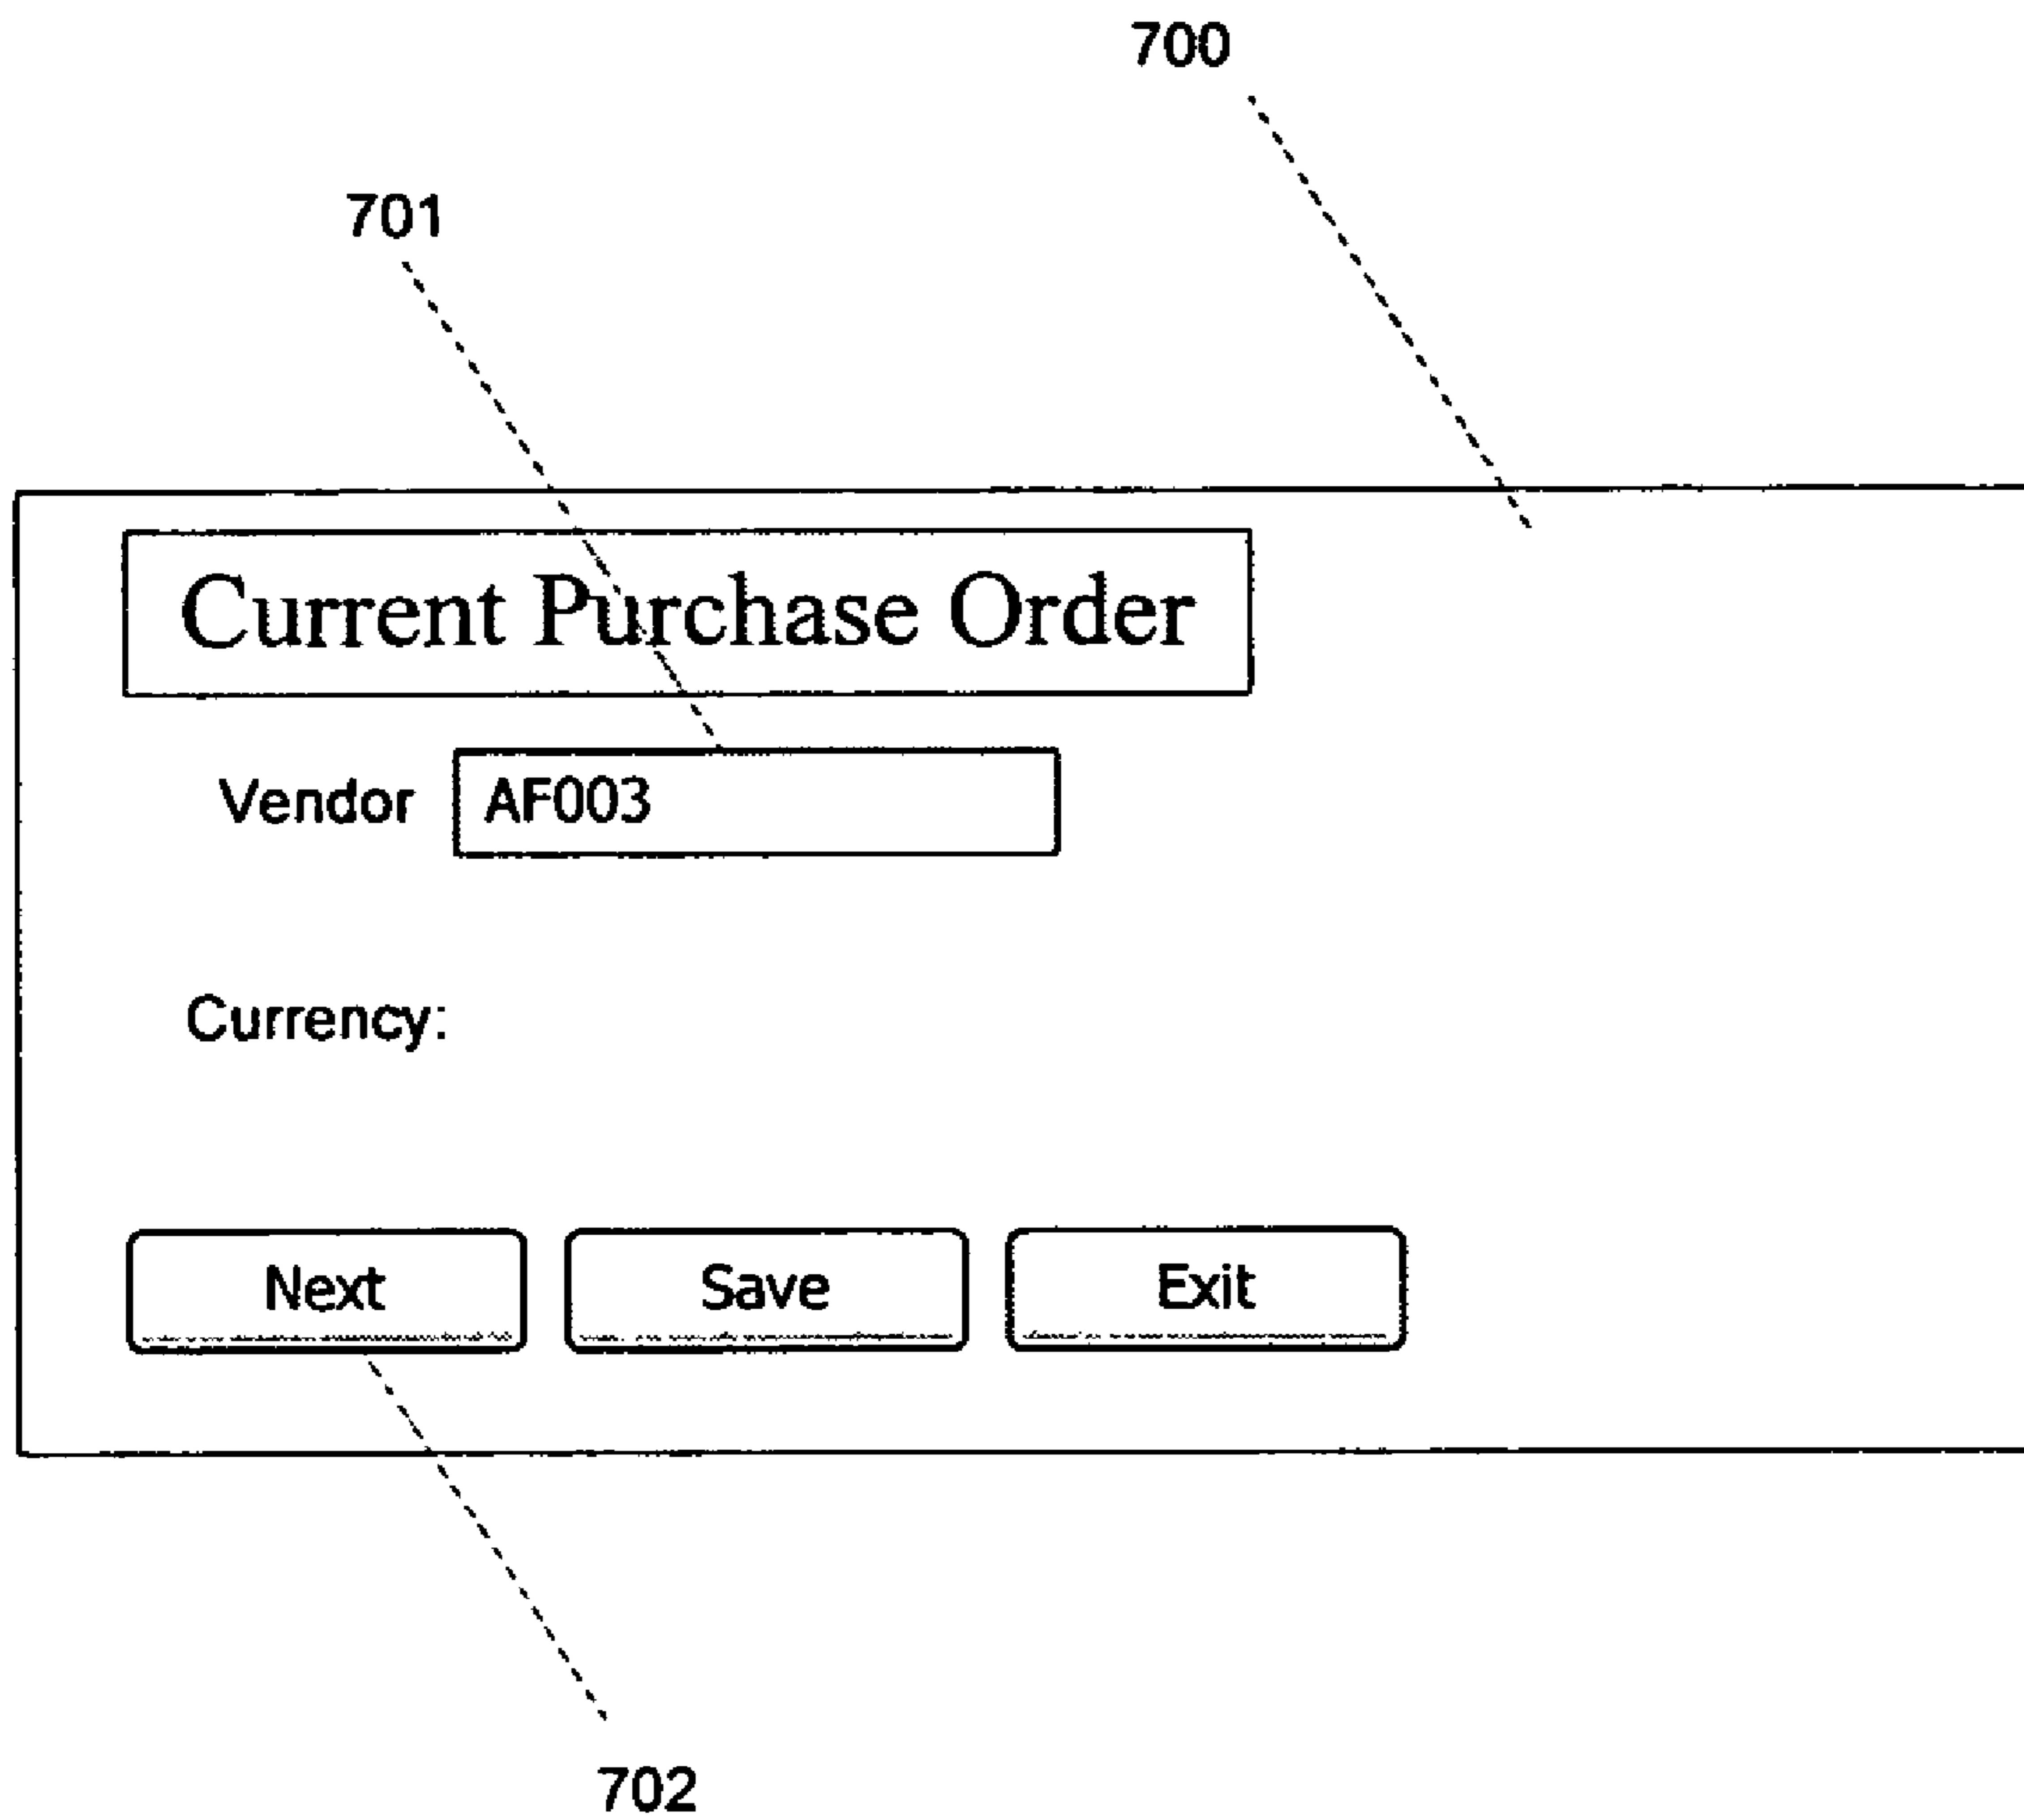 700
701
Current Purchase Order
Vendor AF003
Currency:
Next Save Exit
702